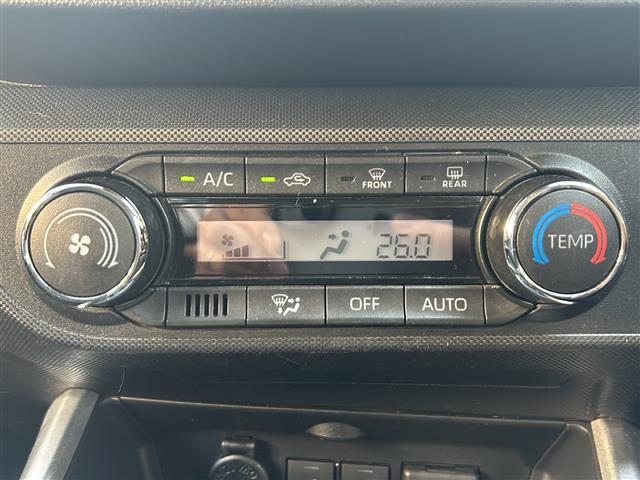 A/C
FRONT
REAR
26.0
TEMP
OFF
AUTO